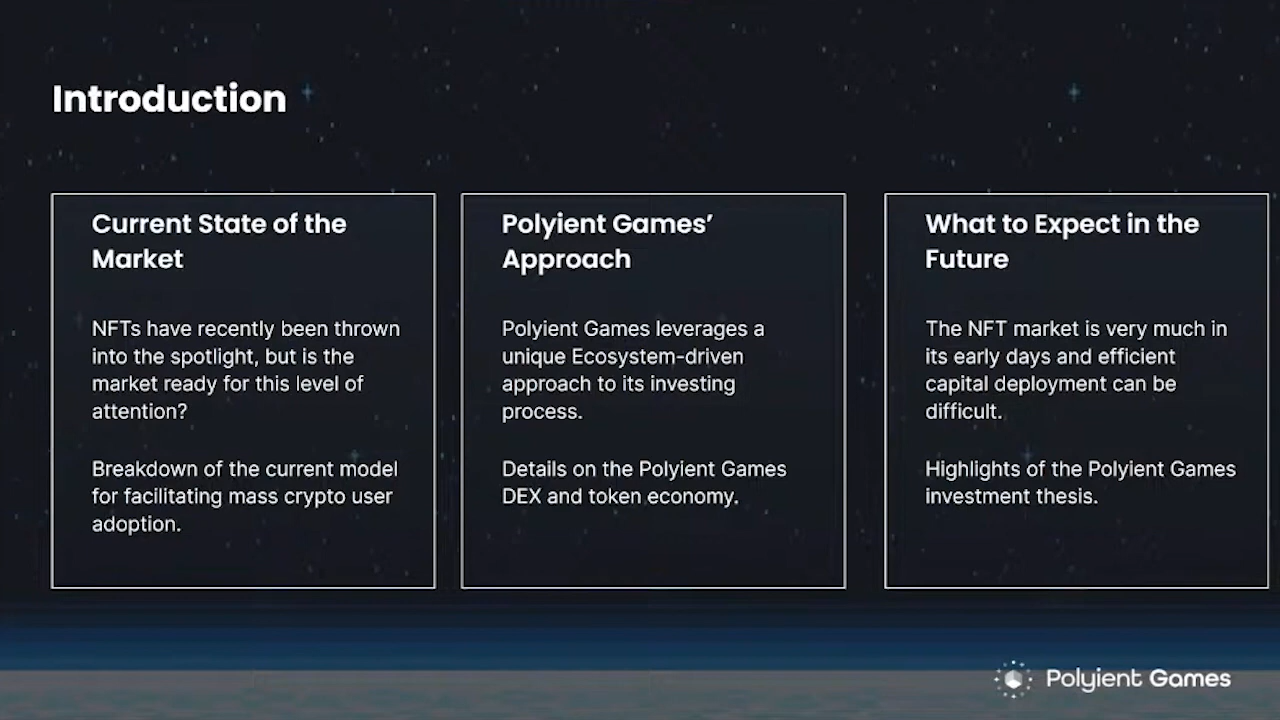 Introduction
Current State of the
Market
NFTs have recently been thrown
into the spotlight, but is the
market ready for this level of
attention?
Breakdown of the current model
for facilitating mass crypto user
adoption.
Polyient Games’
Approach
Polyient Games leverages a
unique Ecosystem-driven
approach to its investing
process.
Details on the Polyient Games
DEX and token economy.
What to Expect in the
Future
The NFT market is very much in
its early days and efficient
capital deployment can be
difficult.
Highlights of the Polyient Games
investment thesis.
Polyient Games